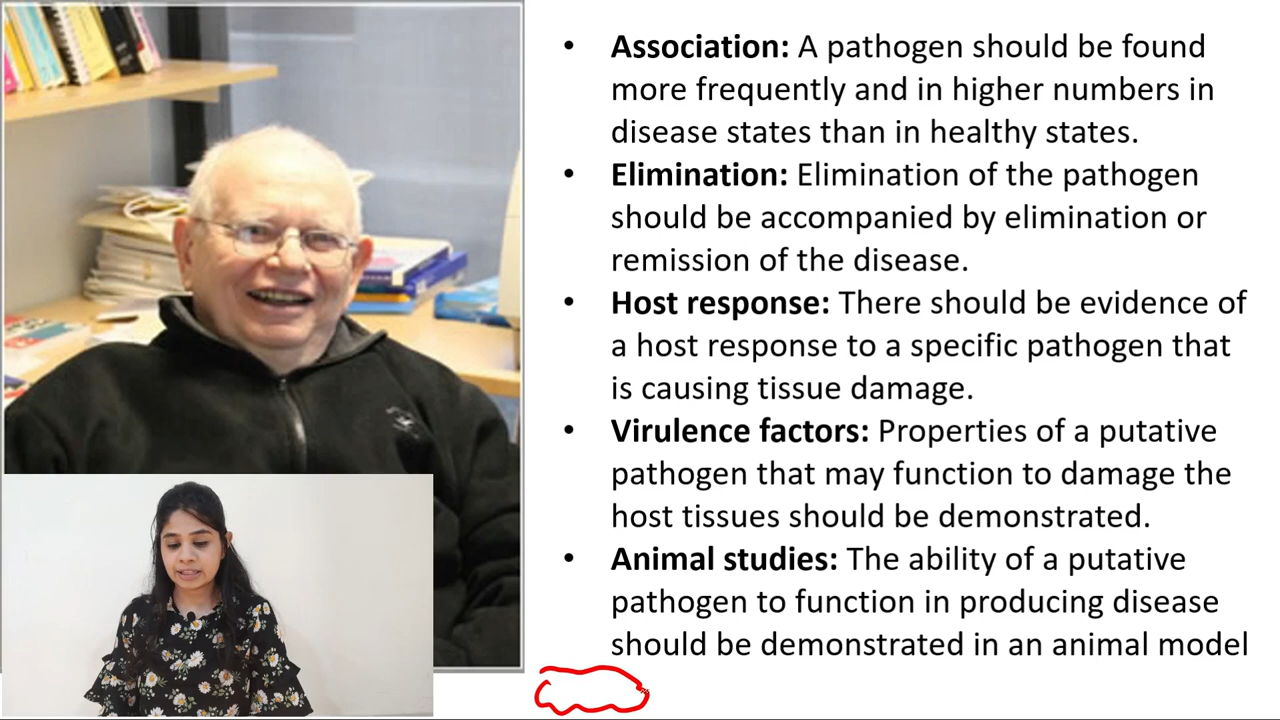 • Association: A pathogen should be found
more frequently and in higher numbers in
disease states than in healthy states.
• Elimination: Elimination of the pathogen
should be accompanied by elimination or
remission of the disease.
• Host response: There should be evidence of
a host response to a specific pathogen that
is causing tissue damage.
• Virulence factors: Properties of a putative
pathogen that may function to damage the
host tissues should be demonstrated.
• Animal studies: The ability of a putative
pathogen to function in producing disease
should be demonstrated in an animal model